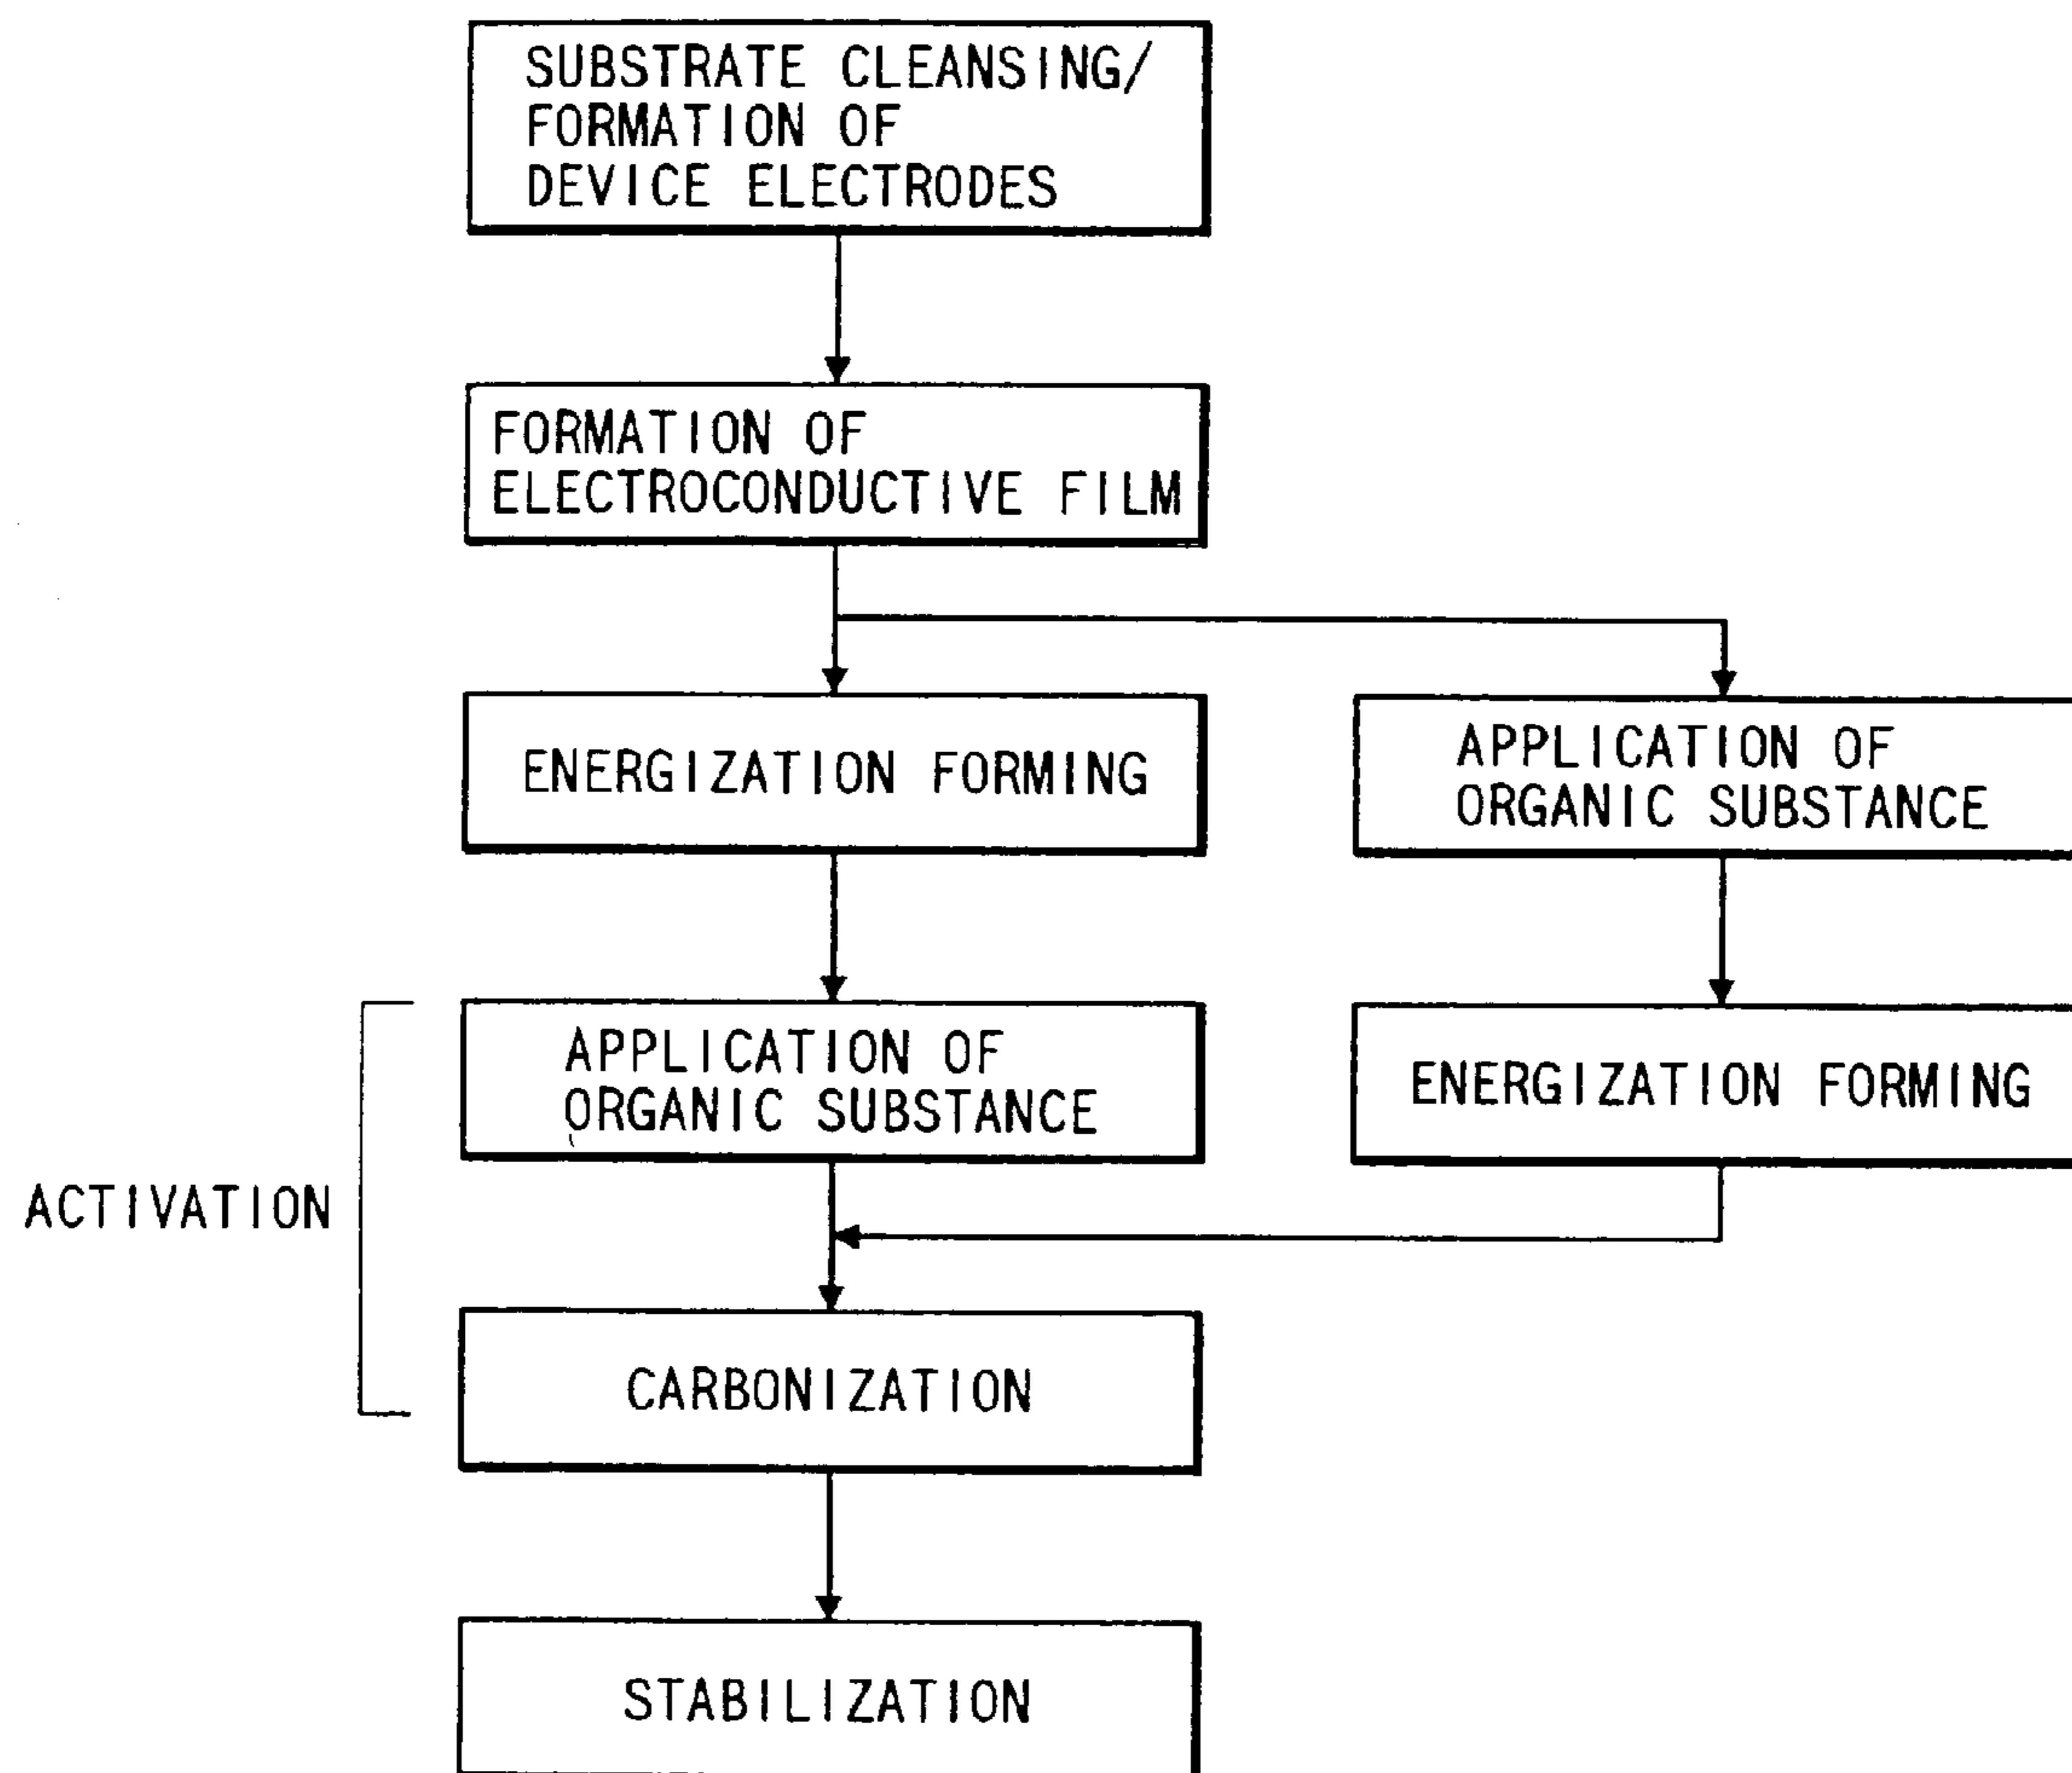 SUBSTRATE CLEANSING/
FORMATION OF
DEVICE ELECTRODES
FORMATION OF
ELECTROCONDUCTIVE FILM
ENERGIZATION FORMING
APPLICATION OF
ORGANIC SUBSTANCE
APPLICATION OF
ORGANIC SUBSTANCE
ENERGIZATION FORMING
ACTIVATION
CARBONIZATION
STABILIZATION